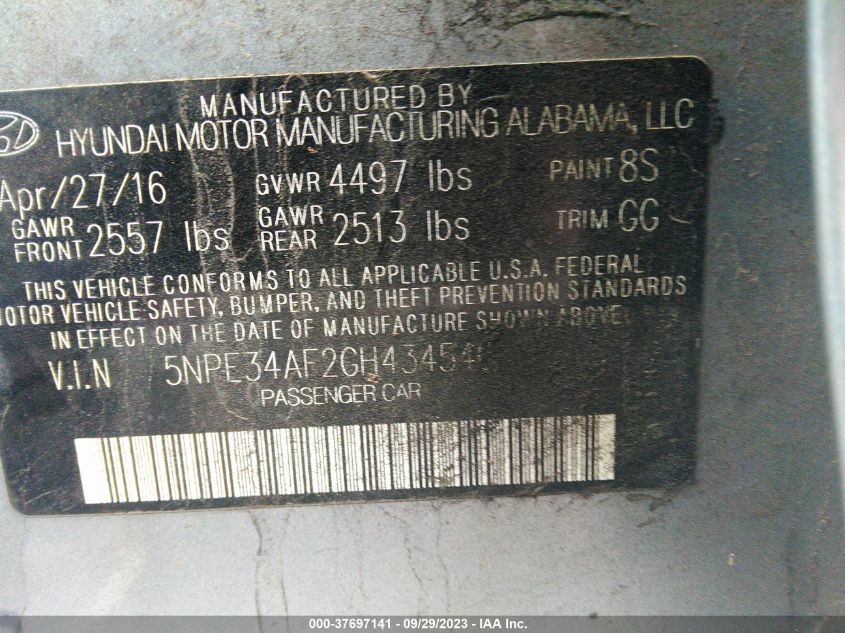 MANUFACTURED BY
HYUNDAI MOTOR MANUFACTURING ALABAMA, LLC
Apr/27/16 GVWR 4497 lbs PAINT 8S
GAWR FRONT 2557 lbs GAWR REAR 2513 lbs TRIM GG
THIS VEHICLE CONFORMS TO ALL APPLICABLE U.S.A. FEDERAL
MOTOR VEHICLE SAFETY, BUMPER, AND THEFT PREVENTION STANDARDS
IN EFFECT ON THE DATE OF MANUFACTURE SHOWN ABOVE
V.I.N
PASSENGER CAR
000-37697141 - 09/29/2023 - IAA Inc.